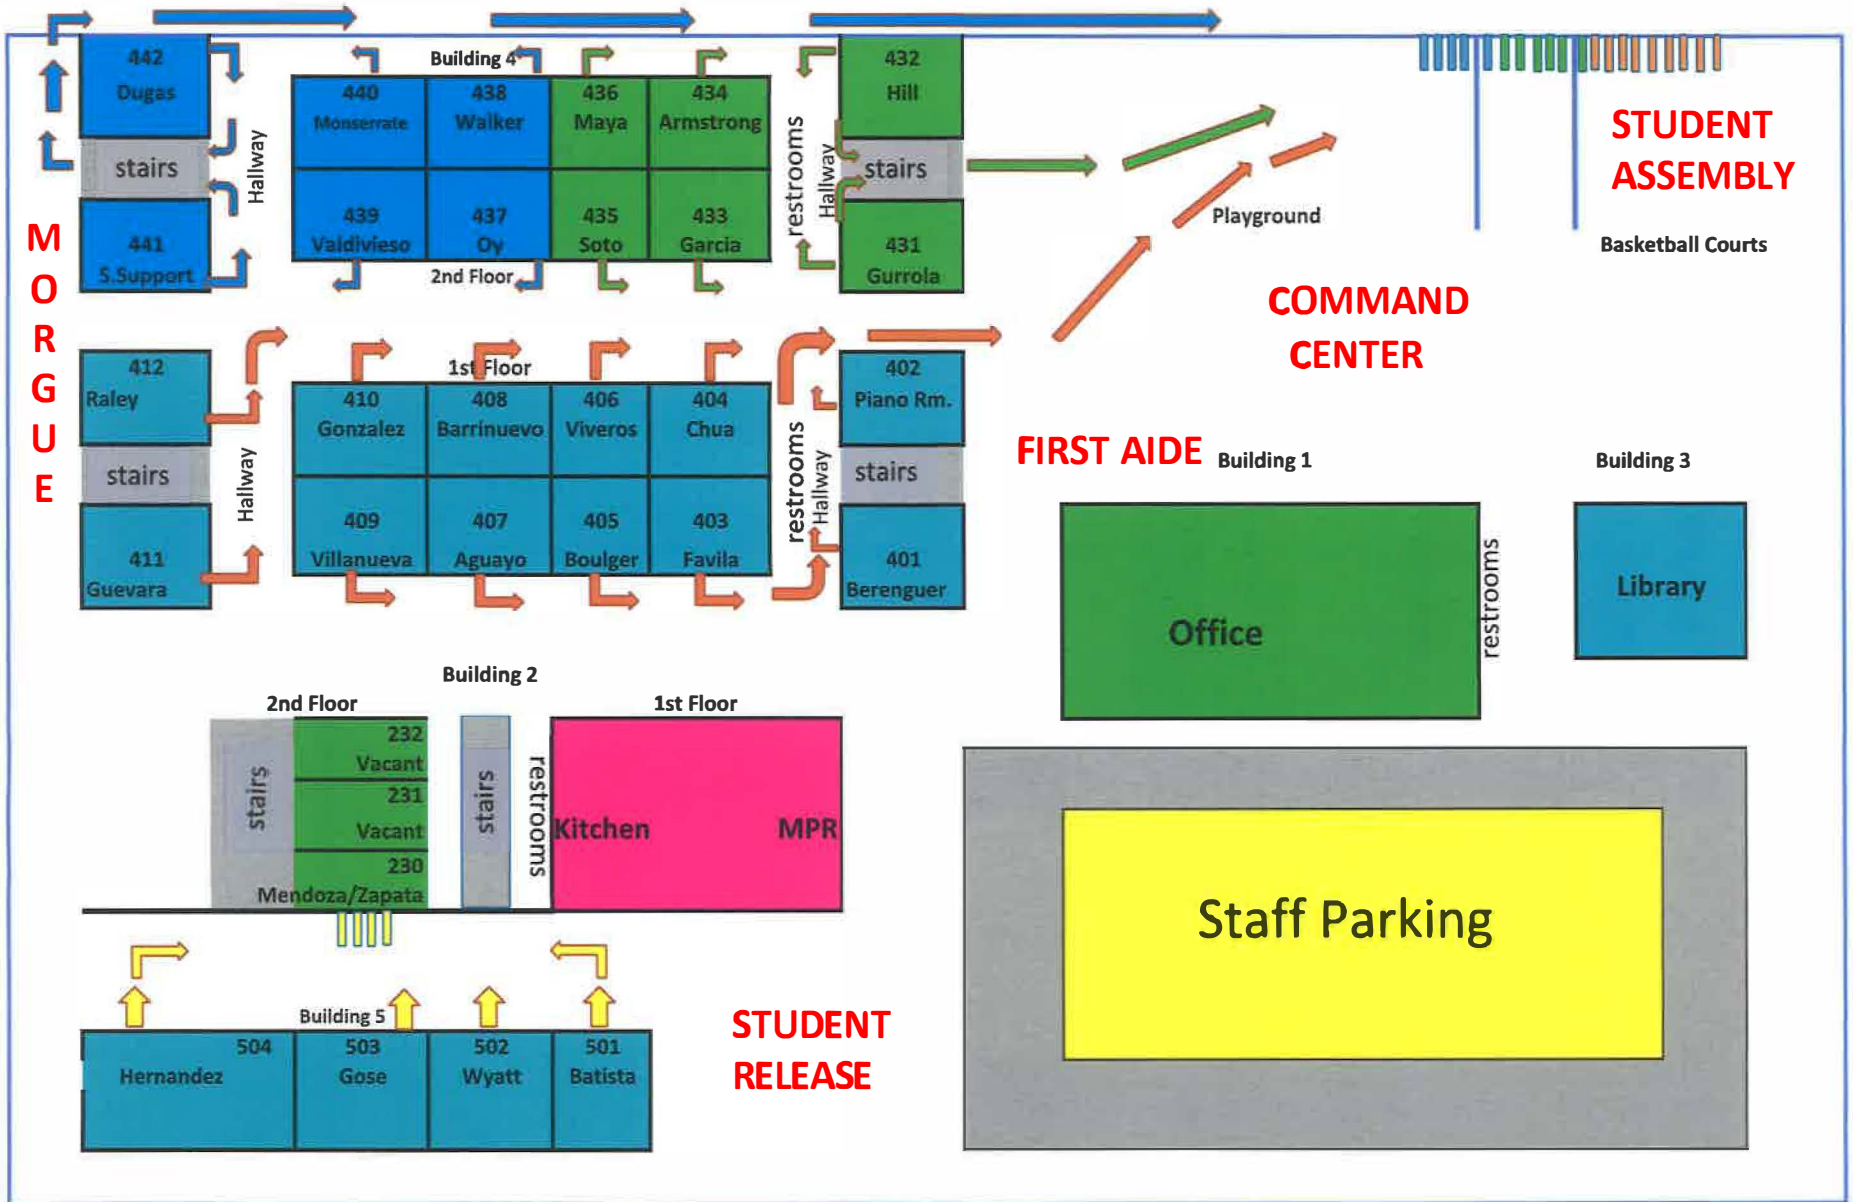 442
Dugas
stairs
441
S.Support
Hallway
Building 4
440
Monserrate
438
Walker
436
Maya
434
Armstrong
439
Valdivieso
437
Oy
435
Soto
433
Garcia
2nd Floor
restrooms
Hallway
432
Hill
stairs
431
Gurrola
Playground
STUDENT
ASSEMBLY
Basketball Courts
MORGUE
COMMAND
CENTER
412
Raley
stairs
411
Guevara
Hallway
1st Floor
410
Gonzalez
408
Barrinuevo
406
Viveros
404
Chua
409
Villanueva
407
Aguayo
405
Boulger
403
Favila
restrooms
Hallway
402
Piano Rm.
stairs
401
Berenguer
FIRST AIDE
Building 1
Office
restrooms
Building 3
Library
Building 2
2nd Floor
1st Floor
stairs
232
Vacant
231
Vacant
230
Mendoza/Zapata
stairs
restrooms
Kitchen
MPR
Staff Parking
Building 5
504
Hernandez
503
Gose
502
Wyatt
501
Batista
STUDENT
RELEASE